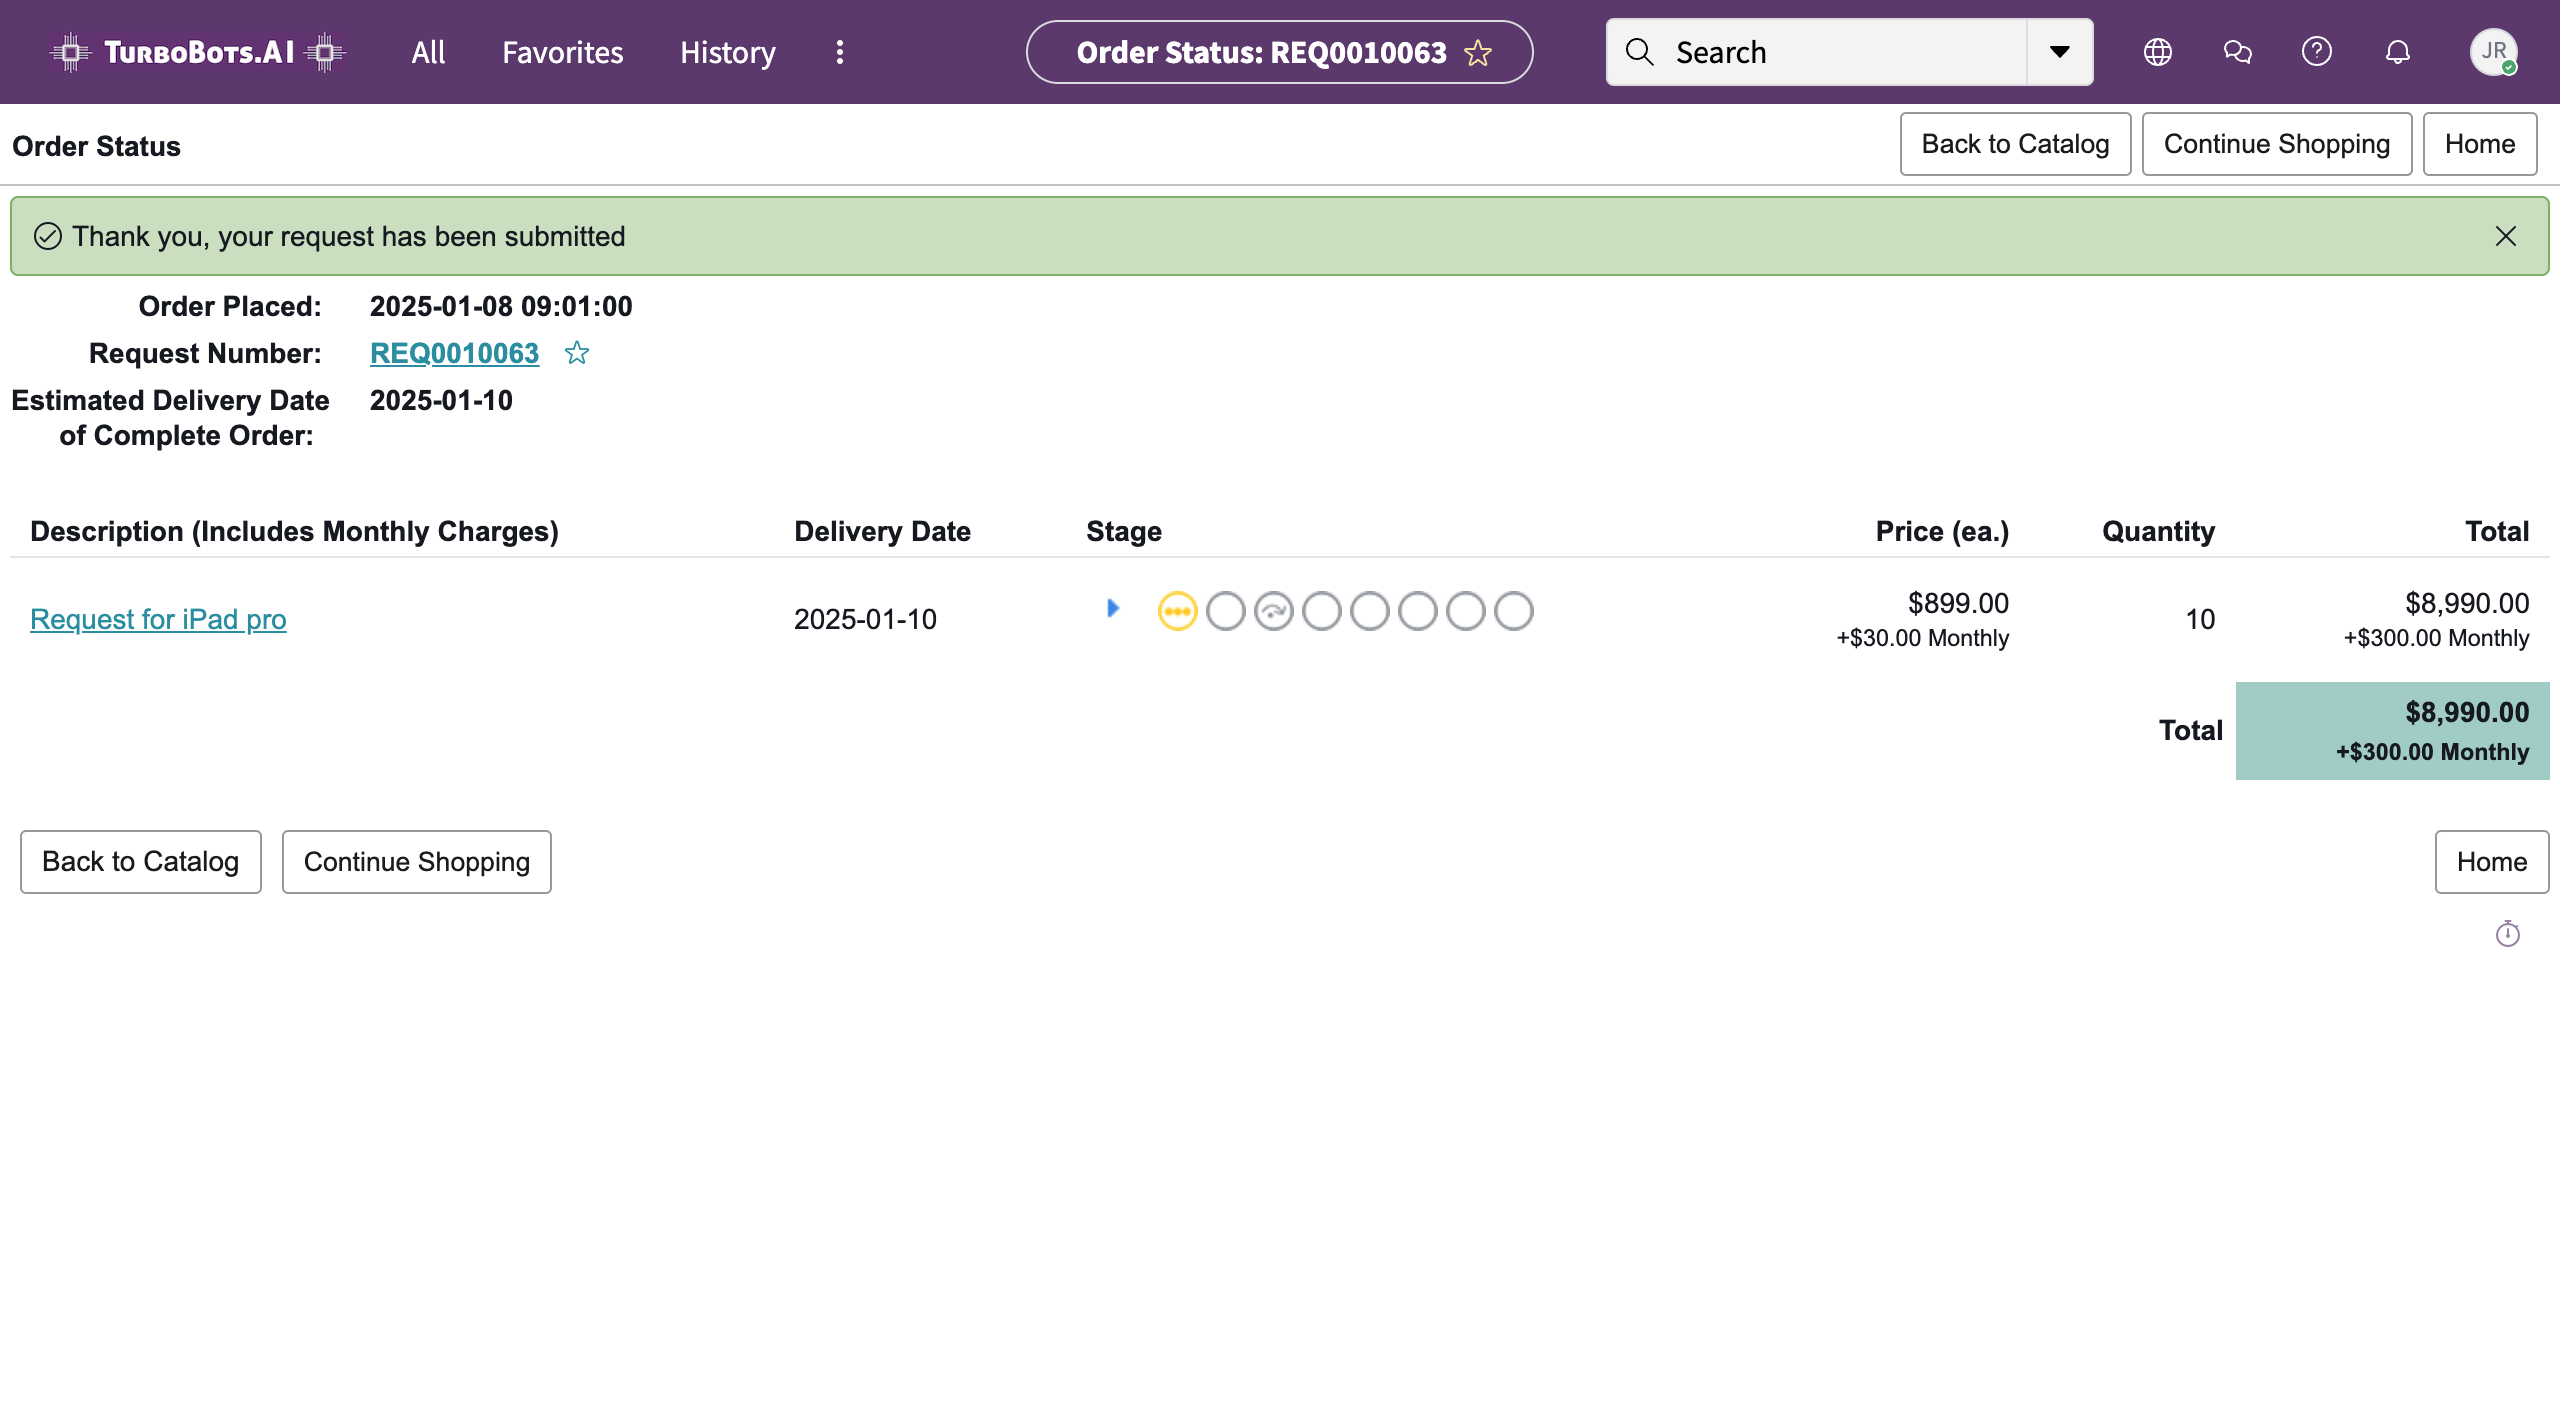 TURBOBOTS.AI All Favorites History Order Status: REQ0010063 Search JR
Order Status Back to Catalog Continue Shopping Home
Thank you, your request has been submitted
Order Placed: 2025-01-08 09:01:00
Request Number: REQ0010063
Estimated Delivery Date 2025-01-10
of Complete Order:
Description (Includes Monthly Charges) Delivery Date Stage Price (ea.) Quantity Total
Request for iPad pro 2025-01-10 $899.00 10 $8,990.00
+$30.00 Monthly +$300.00 Monthly
Total $8,990.00
+$300.00 Monthly
Back to Catalog Continue Shopping Home